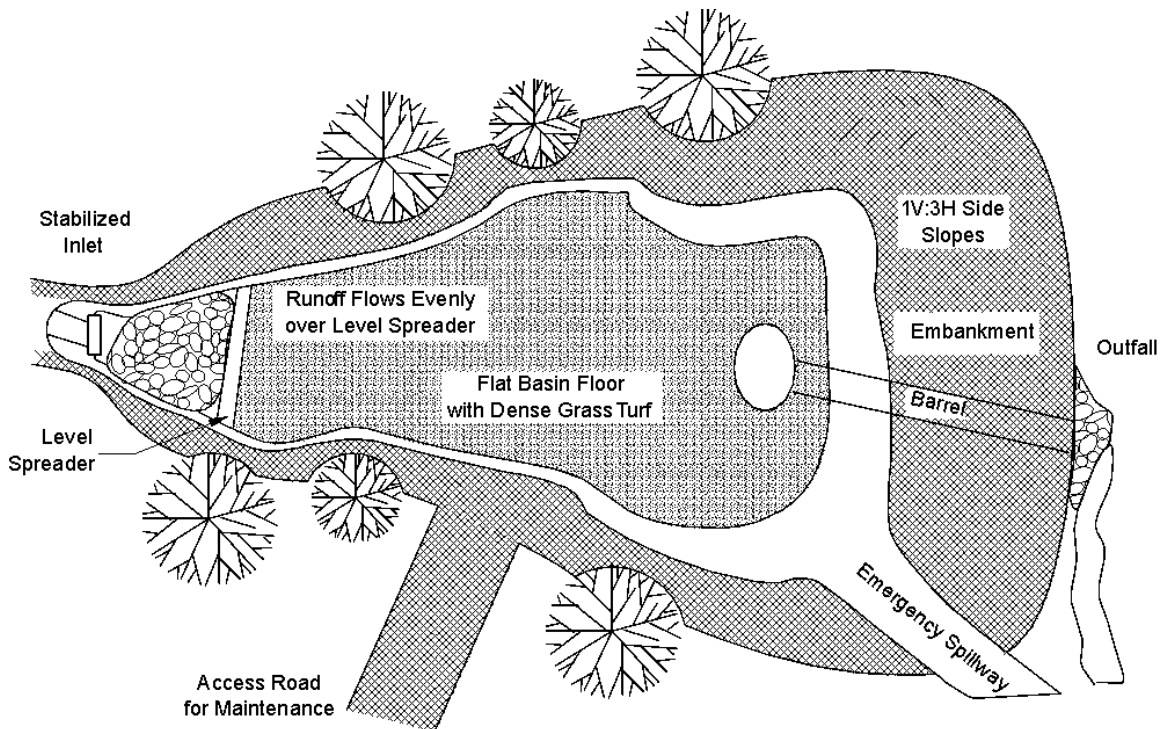 Stabilized
Inlet
Runoff Flows Evenly
over Level Spreader
1V:3H Side
Slopes
Embankment
Outfall
Flat Basin Floor
with Dense Grass Turf
Barrel
Level
Spreader
Emergency Spillway
Access Road
for Maintenance